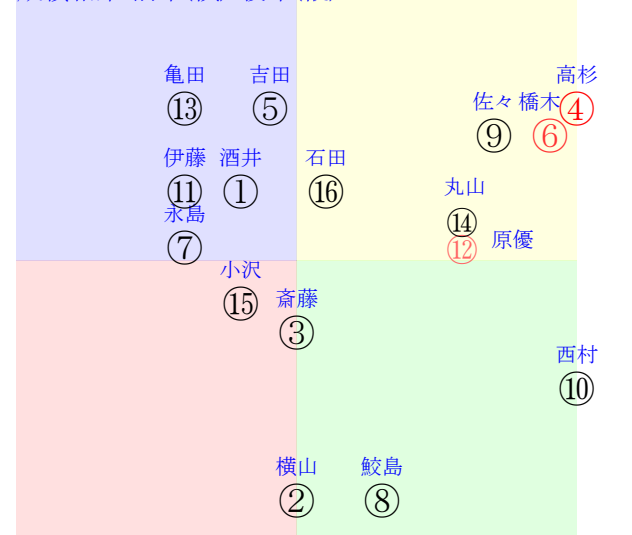 亀田 吉田 高杉
⑬ ⑤ 佐々 橋木 ④
⑨ ⑥
伊藤 酒井 石田 丸山
⑪ ① ⑯
永島 ⑭ 原優
⑦ ⑫
小沢
⑮ 斎藤
③
西村
⑩
横山 鮫島
② ⑧